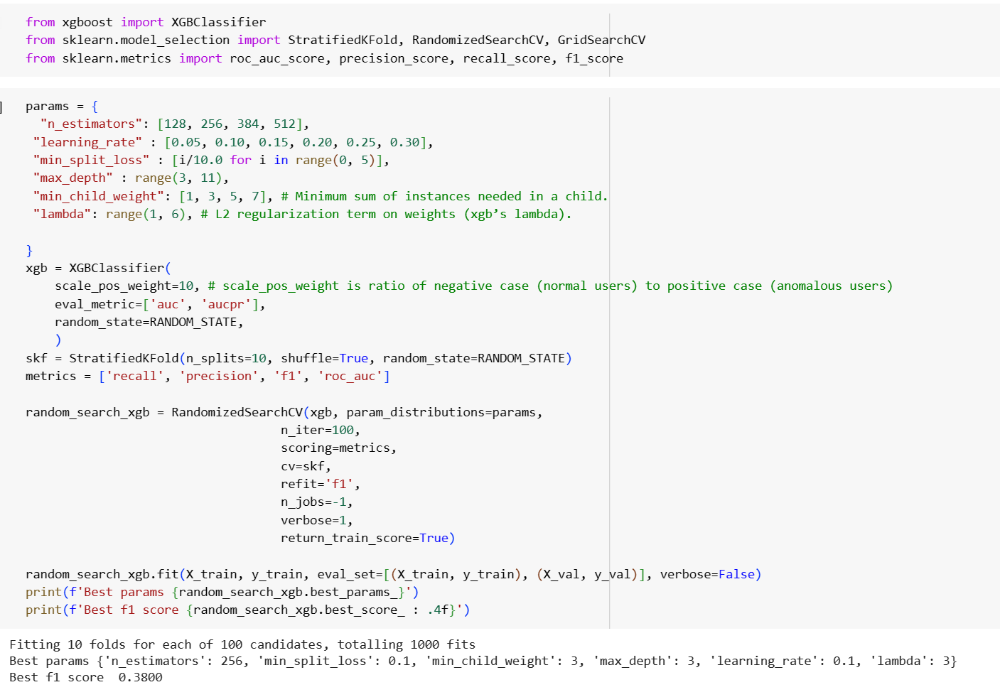 from xgboost import XGBClassifier
from sklearn.model_selection import StratifiedKFold, RandomizedSearchCV, GridSearchCV
from sklearn.metrics import roc_auc_score, precision_score, recall_score, f1_score
]
params = {
  "n_estimators": [128, 256, 384, 512],
 "learning_rate" : [0.05, 0.10, 0.15, 0.20, 0.25, 0.30],
 "min_split_loss" : [i/10.0 for i in range(0, 5)],
 "max_depth" : range(3, 11),
 "min_child_weight": [1, 3, 5, 7], # Minimum sum of instances needed in a child.
 "lambda": range(1, 6), # L2 regularization term on weights (xgb’s lambda).
}
xgb = XGBClassifier(
    scale_pos_weight=10, # scale_pos_weight is ratio of negative case (normal users) to positive case (anomalous users)
    eval_metric=['auc', 'aucpr'],
    random_state=RANDOM_STATE,
    )
skf = StratifiedKFold(n_splits=10, shuffle=True, random_state=RANDOM_STATE)
metrics = ['recall', 'precision', 'f1', 'roc_auc']
random_search_xgb = RandomizedSearchCV(xgb, param_distributions=params,
                                   n_iter=100,
                                   scoring=metrics,
                                   cv=skf,
                                   refit='f1',
                                   n_jobs=-1,
                                   verbose=1,
                                   return_train_score=True)
random_search_xgb.fit(X_train, y_train, eval_set=[(X_train, y_train), (X_val, y_val)], verbose=False)
print(f'Best params {random_search_xgb.best_params_}')
print(f'Best f1 score {random_search_xgb.best_score_ : .4f}')
Fitting 10 folds for each of 100 candidates, totalling 1000 fits
Best params {'n_estimators': 256, 'min_split_loss': 0.1, 'min_child_weight': 3, 'max_depth': 3, 'learning_rate': 0.1, 'lambda': 3}
Best f1 score  0.3800